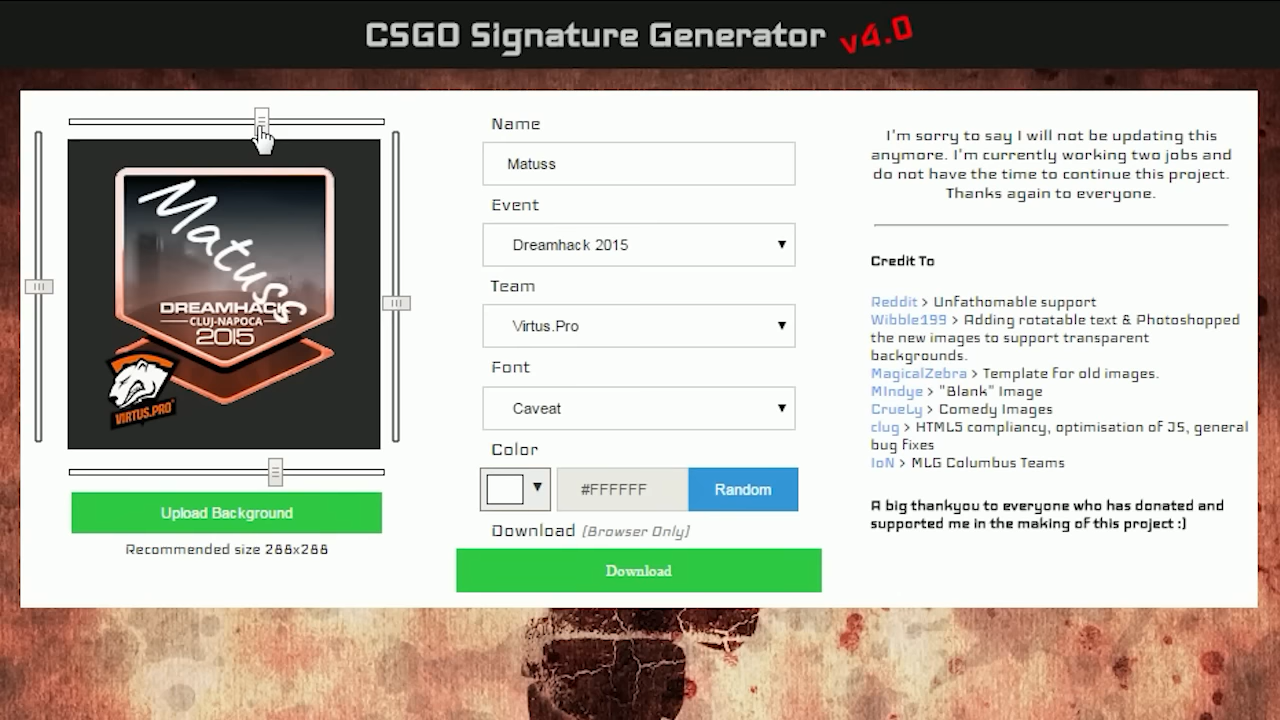 CSGO Signature Generator v4.0
Matuss
DREAMHACK
CLUJ-NAPOCA
2015
VIRTUS.PRO
Upload Background
Recommended size 288x288
Name
Matuss
Event
Dreamhack 2015
Team
Virtus.Pro
Font
Caveat
Color
#FFFFFF
Random
Download (Browser Only)
Download
I'm sorry to say I will not be updating this
anymore. I'm currently working two jobs and
do not have the time to continue this project.
Thanks again to everyone.
Credit To
Reddit > Unfathomable support
Wibble199 > Adding rotatable text & Photoshopped
the new images to support transparent
backgrounds.
MagicalZebra > Template for old images.
M1ndye > "Blank" Image
CrueLy > Comedy Images
clug > HTML5 compliancy, optimisation of JS, general
bug fixes
IoN > MLG Columbus Teams
A big thankyou to everyone who has donated and
supported me in the making of this project :)